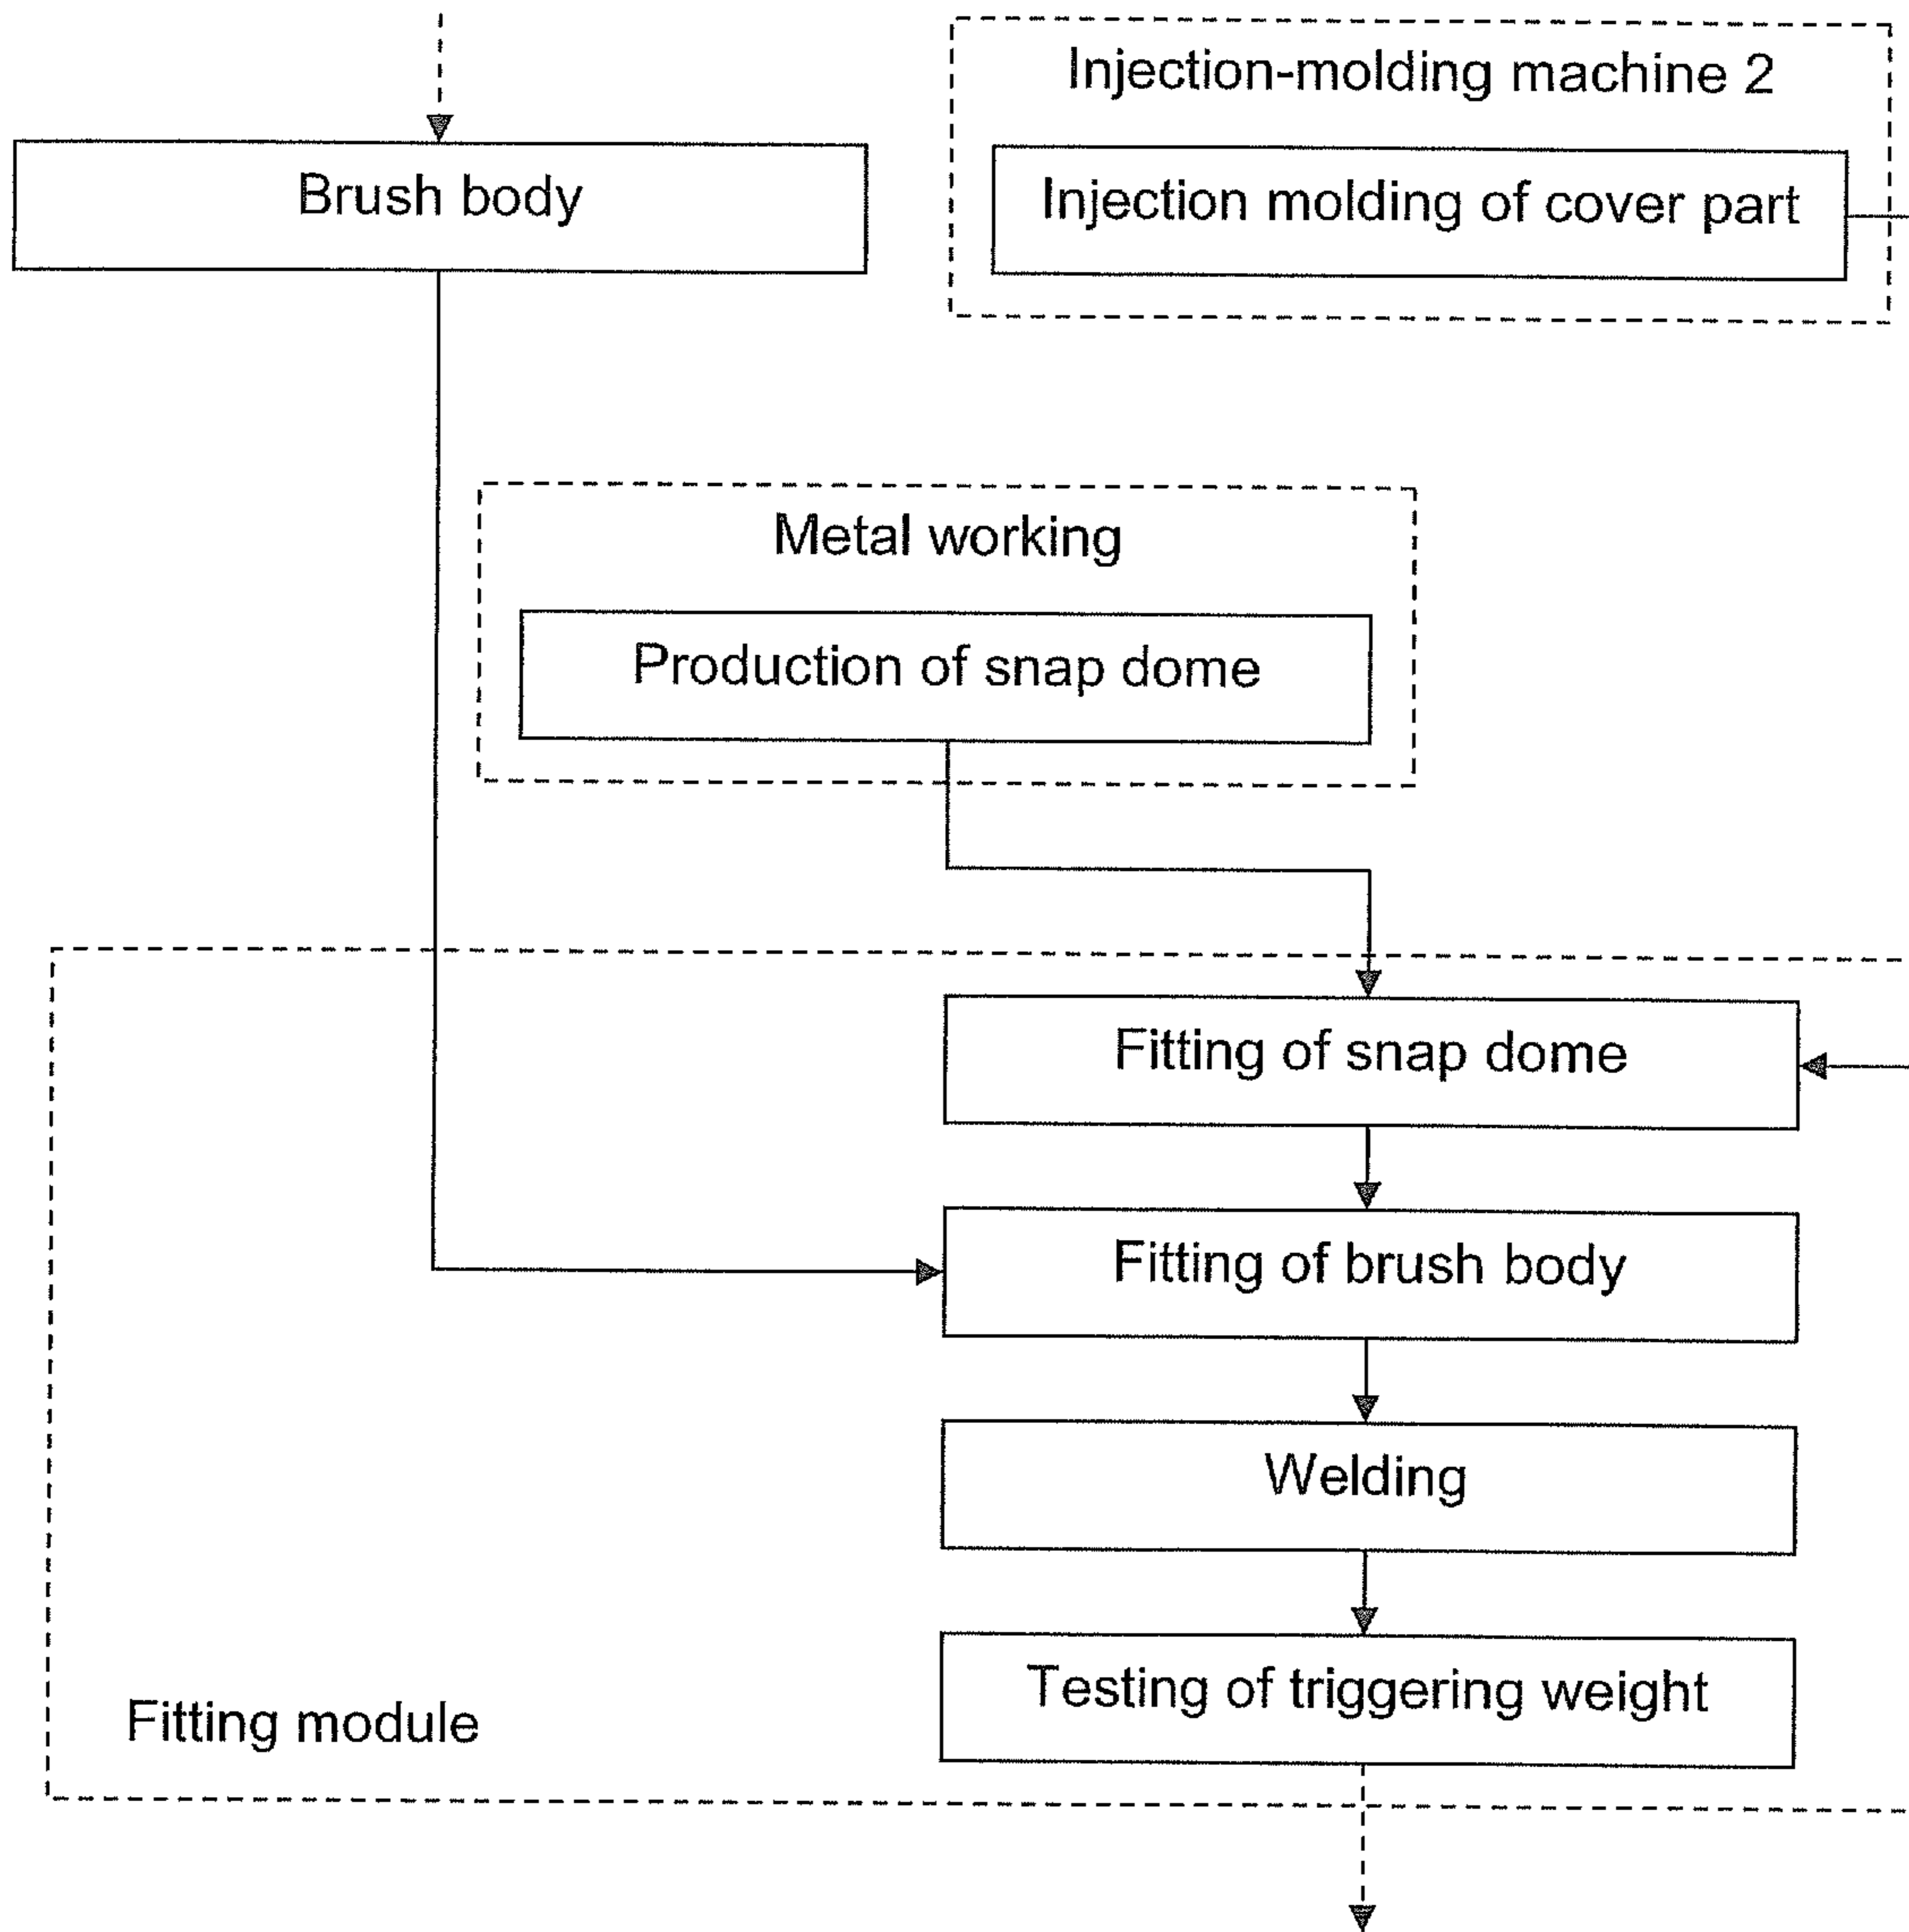 Injection-molding machine 2
Brush body
Injection molding of cover part
Metal working
Production of snap dome
Fitting of snap dome
Fitting of brush body
Welding
Testing of triggering weight
Fitting module